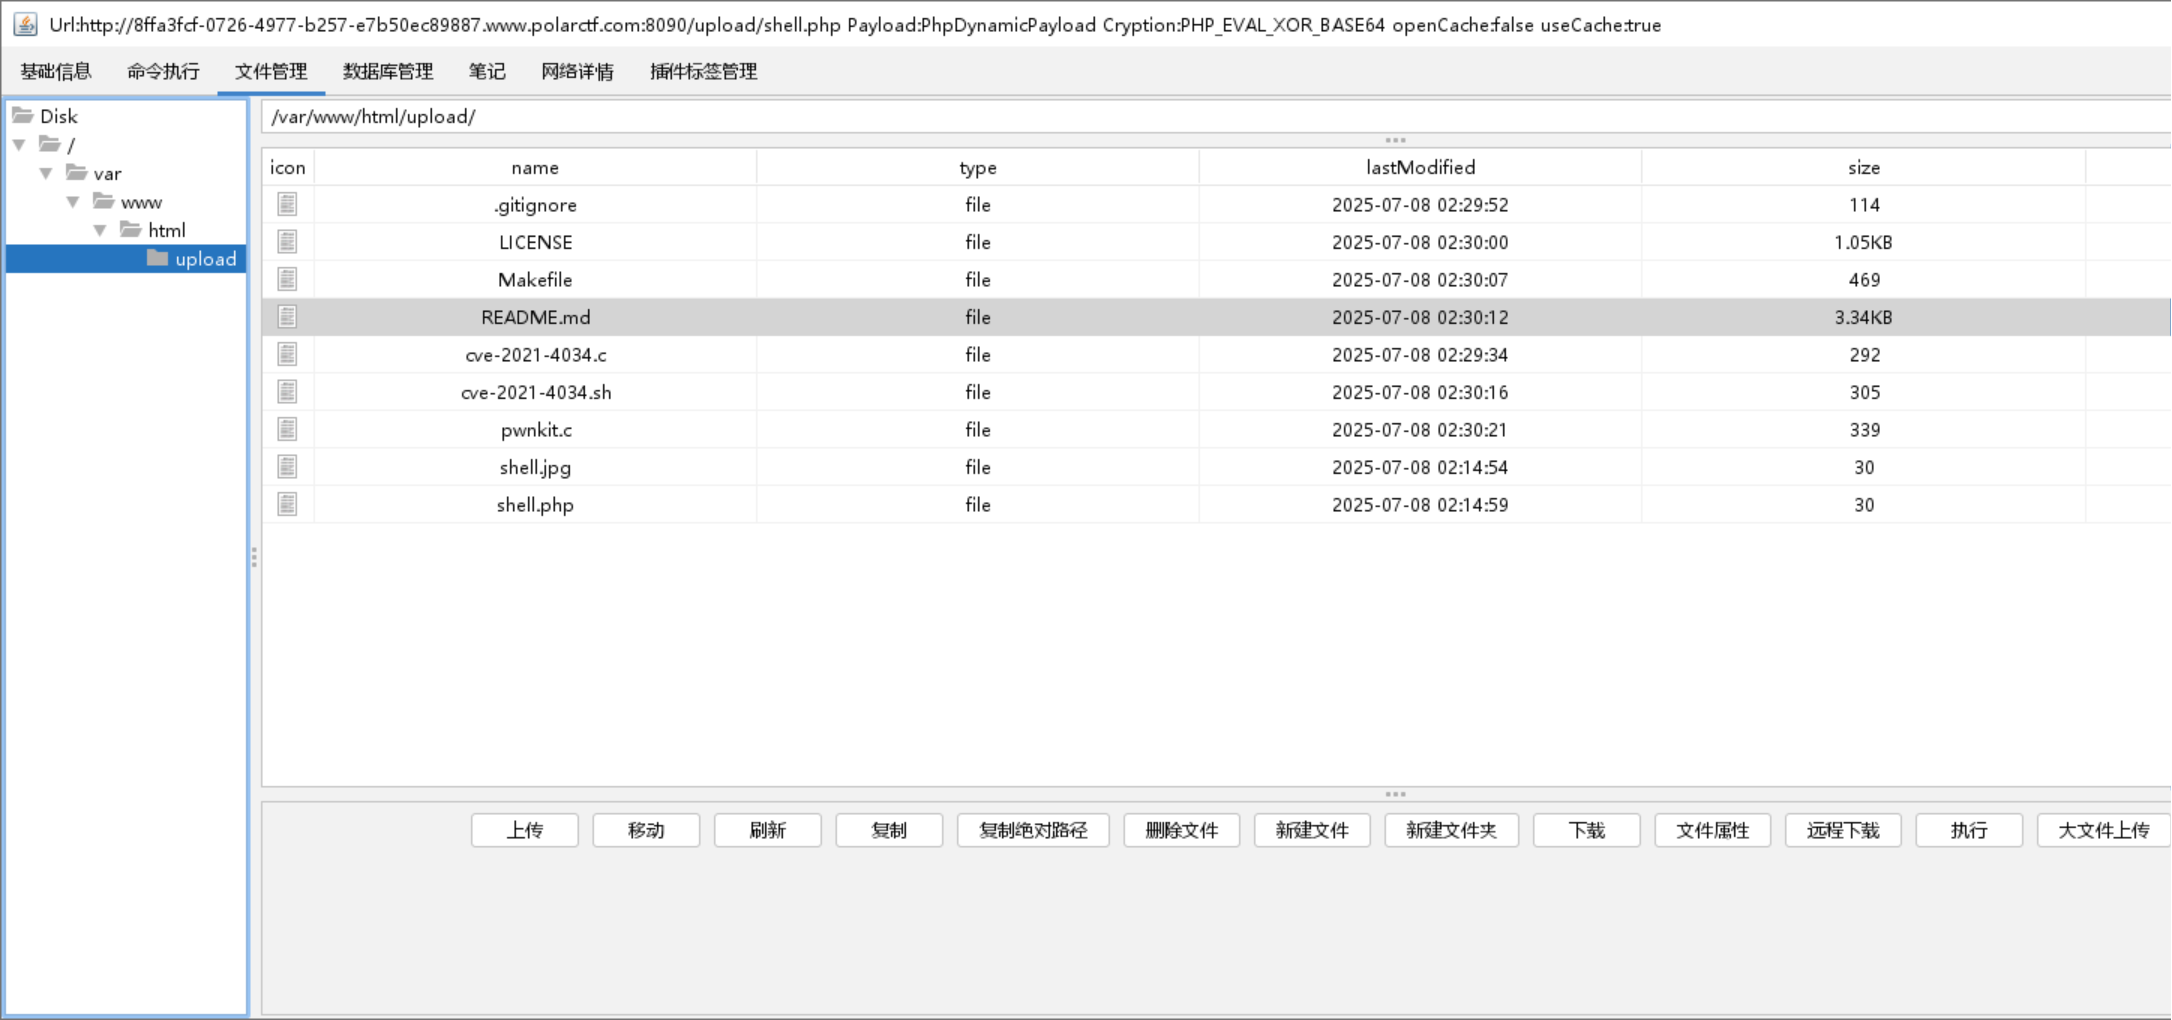 Url:http://8ffa3fcf-0726-4977-b257-e7b50ec89887.www.polarctf.com:8090/upload/shell.php Payload:PhpDynamicPayload Cryption:PHP_EVAL_XOR_BASE64 openCache:false useCache:true
基础信息 命令执行 文件管理 数据库管理 笔记 网络详情 插件标签管理
Disk
/
var
www
html
upload
/var/www/html/upload/
icon name type lastModified size
.gitignore file 2025-07-08 02:29:52 114
LICENSE file 2025-07-08 02:30:00 1.05KB
Makefile file 2025-07-08 02:30:07 469
README.md file 2025-07-08 02:30:12 3.34KB
cve-2021-4034.c file 2025-07-08 02:29:34 292
cve-2021-4034.sh file 2025-07-08 02:30:16 305
pwnkit.c file 2025-07-08 02:30:21 339
shell.jpg file 2025-07-08 02:14:54 30
shell.php file 2025-07-08 02:14:59 30
上传 移动 刷新 复制 复制绝对路径 删除文件 新建文件 新建文件夹 下载 文件属性 远程下载 执行 大文件上传